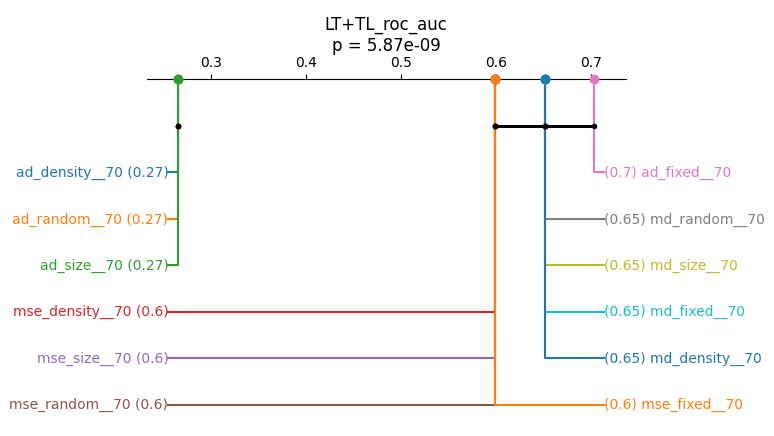 LT+TL_roc_auc
p = 5.87e-09
0.3 0.4 0.5 0.6 0.7
ad_density__70 (0.27)
(0.7) ad_fixed__70
ad_random__70 (0.27)
(0.65) md_random__70
ad_size__70 (0.27)
(0.65) md_size__70
mse_density__70 (0.6)
(0.65) md_fixed__70
mse_size__70 (0.6)
(0.65) md_density__70
mse_random__70 (0.6)
(0.6) mse_fixed__70